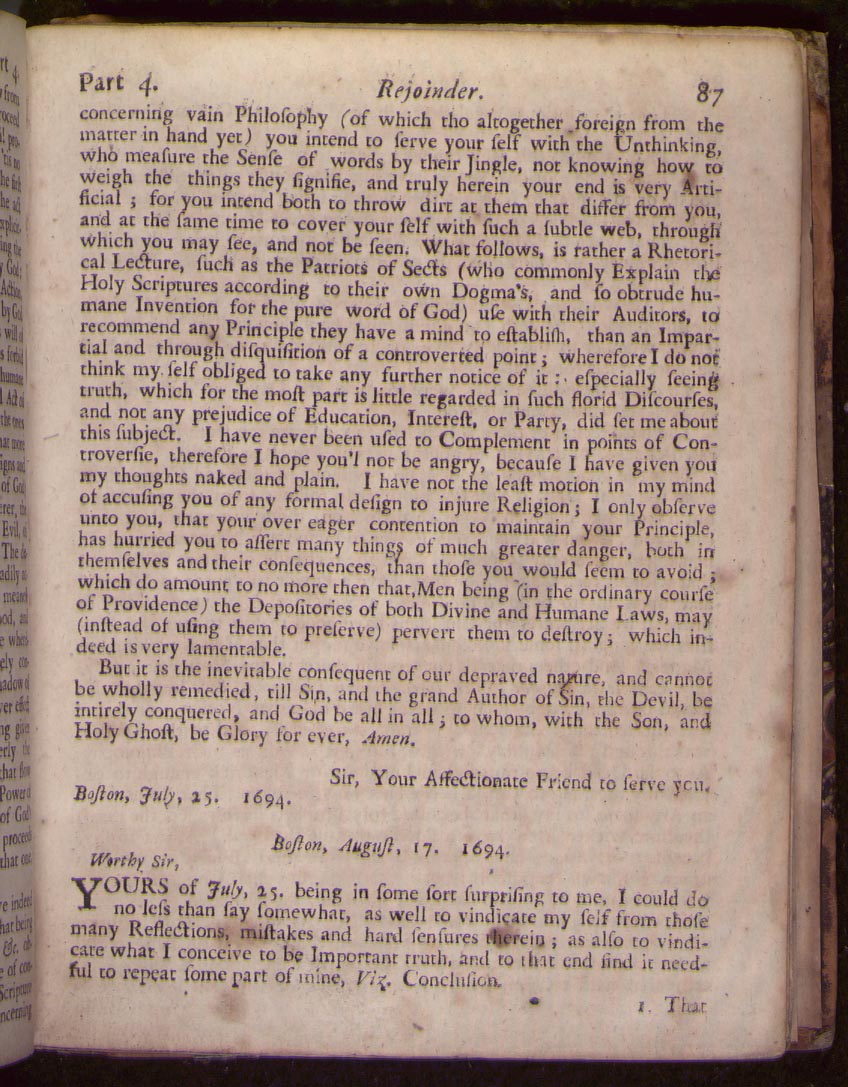 Part 4. Rejoinder. 87
concerning vain Philoſophy (of which tho altogether foreign from the
matter in hand yet) you intend to ſerve your ſelf with the Unthinking,
who meaſure the Senſe of words by their Jingle, not knowing how to
weigh the things they ſignifie, and truly herein your end is very Arti-
ficial ; for you intend both to throw dirt at them that differ from you,
and at the ſame time to cover your ſelf with ſuch a ſubtle web, through
which you may ſee, and not be ſeen. What follows, is rather a Rhetori-
cal Lecture, ſuch as the Patriots of Sects (who commonly Explain the
Holy Scriptures according to their own Dogma's, and ſo obtrude hu-
mane Invention for the pure word of God) uſe with their Auditors, to
recommend any Principle they have a mind to eſtabliſh, than an Impar-
tial and through diſquiſition of a controverted point ; wherefore I do not
think my ſelf obliged to take any further notice of it : eſpecially ſeeing
truth, which for the moſt part is little regarded in ſuch florid Diſcourſes,
and not any prejudice of Education, Intereſt, or Party, did ſet me about
this ſubject. I have never been uſed to Complement in points of Con-
troverſie, therefore I hope you'l not be angry, becauſe I have given you
my thoughts naked and plain. I have not the leaſt motion in my mind
of accuſing you of any formal deſign to injure Religion ; I only obſerve
unto you, that your over eager contention to maintain your Principle,
has hurried you to aſſert many things of much greater danger, both in
themſelves and their conſequences, than thoſe you would ſeem to avoid ;
which do amount to no more then that, Men being (in the ordinary courſe
of Providence) the Depoſitories of both Divine and Humane Laws, may
(inſtead of uſing them to preſerve) pervert them to deſtroy ; which in-
deed is very lamentable.
But it is the inevitable conſequent of our depraved nature, and cannot
be wholly remedied, till Sin, and the grand Author of Sin, the Devil, be
intirely conquered, and God be all in all ; to whom, with the Son, and
Holy Ghoſt, be Glory for ever, Amen.
Sir, Your Affectionate Friend to ſerve you.
Boſton, July, 25. 1694.
Boſton, Auguſt, 17. 1694.
Worthy Sir,
YOURS of July, 25. being in ſome ſort ſurpriſing to me, I could do
no leſs than ſay ſomewhat, as well to vindicate my ſelf from thoſe
many Reflections, miſtakes and hard ſenſures therein ; as alſo to vindi-
cate what I conceive to be Important truth, and to that end find it need-
ful to repeat ſome part of mine, Viz. Concluſion.
1. That